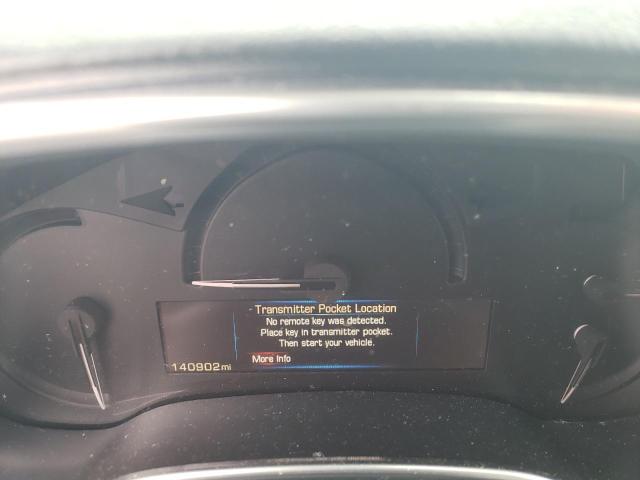 Transmitter Pocket Location
No remote key was detected.
Place key in transmitter pocket.
Then start your vehicle.
More Info
140902mi